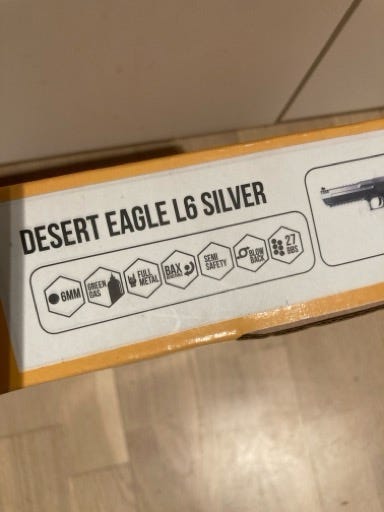 DESERT EAGLE L6 SILVER
6MM
GREEN
GAS
FULL
METAL
BAX
SEMI
SAFETY
BLOW
BACK
27
BBS